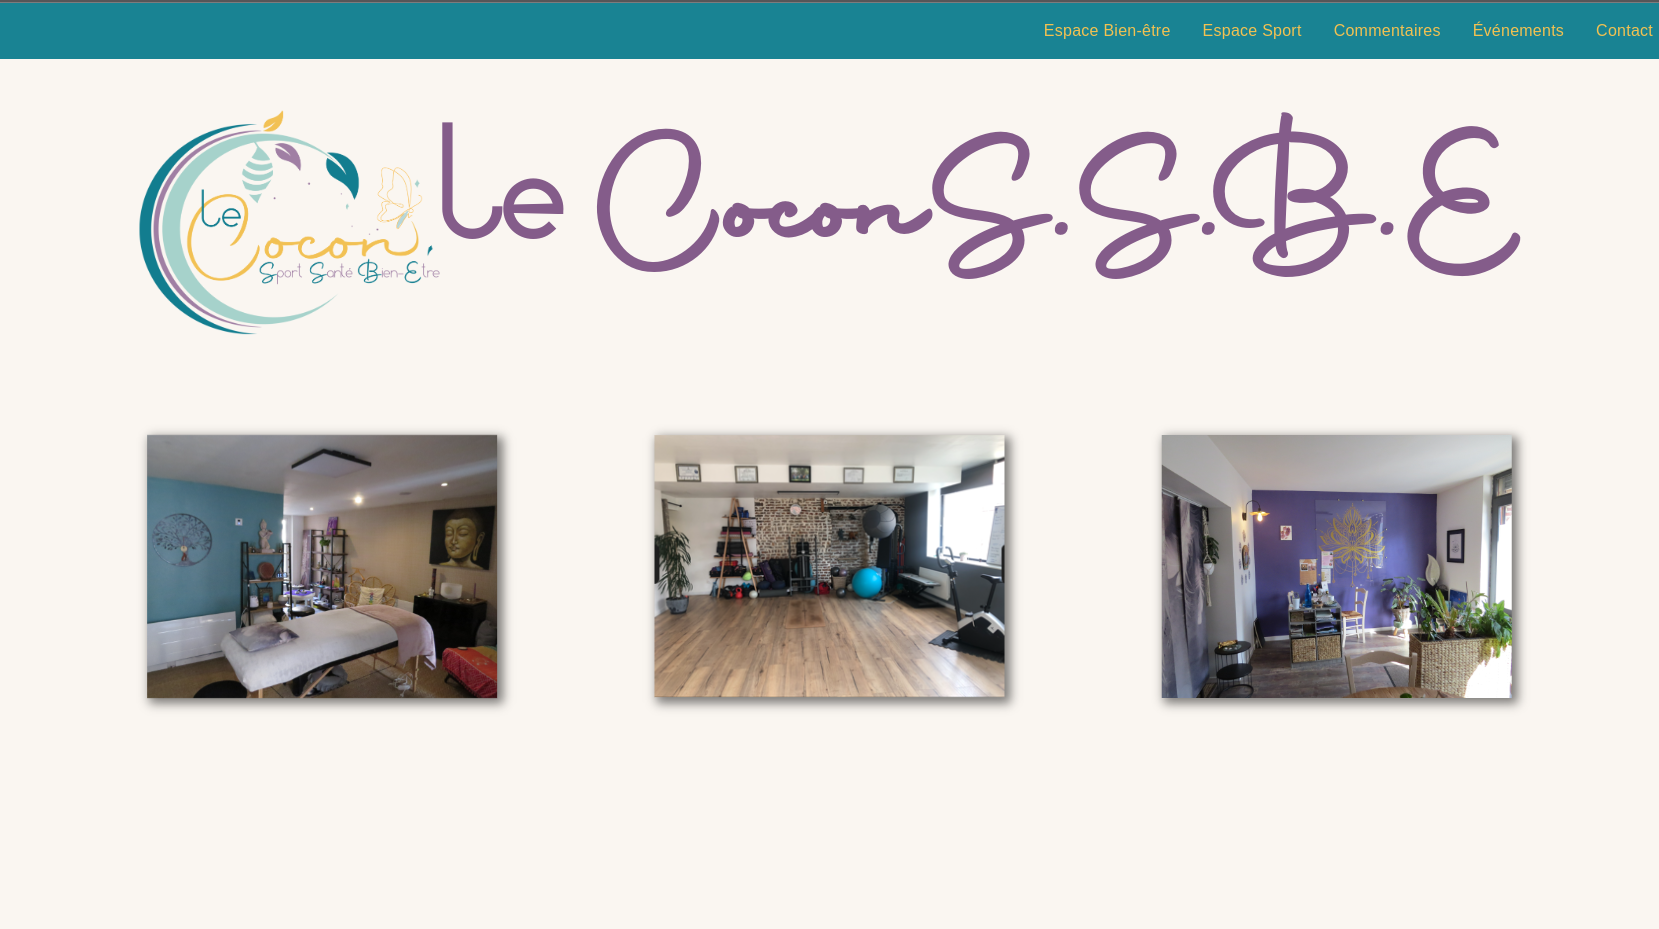 Espace Bien-être Espace Sport Commentaires Événements Contact
Le Cocon S.S.B.E
Le
Cocon
Sport Santé Bien-Etre